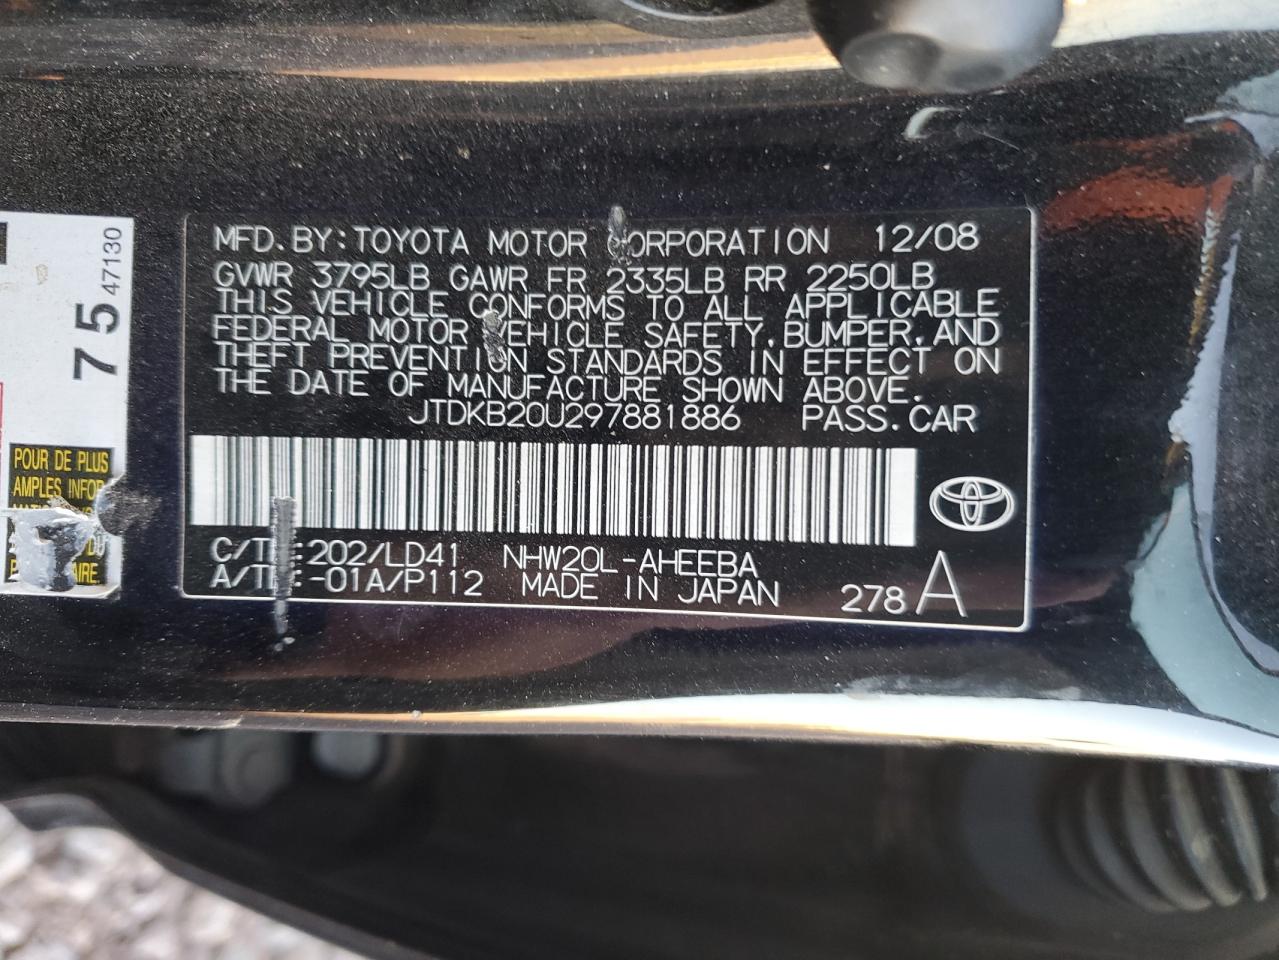 MFD.BY:TOYOTA MOTOR CORPORATION 12/08
GVWR 3795LB GAWR FR 2335LB RR 2250LB
THIS VEHICLE CONFORMS TO ALL APPLICABLE
FEDERAL MOTOR VEHICLE SAFETY,BUMPER,AND
THEFT PREVENTION STANDARDS IN EFFECT ON
THE DATE OF MANUFACTURE SHOWN ABOVE.
JTDKB20U297881886 PASS.CAR
C/TR:202/LD41 NHW20L-AHEEBA
A/TM:-01A/P112 MADE IN JAPAN 278 A
75 47130
POUR DE PLUS
AMPLES INFOR